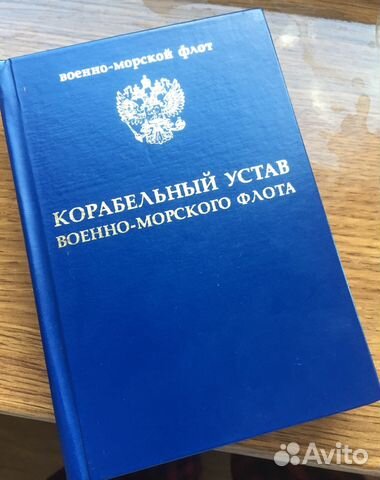 военно-морской флот
КОРАБЕЛЬНЫЙ УСТАВ
ВОЕННО-МОРСКОГО ФЛОТА
Avito